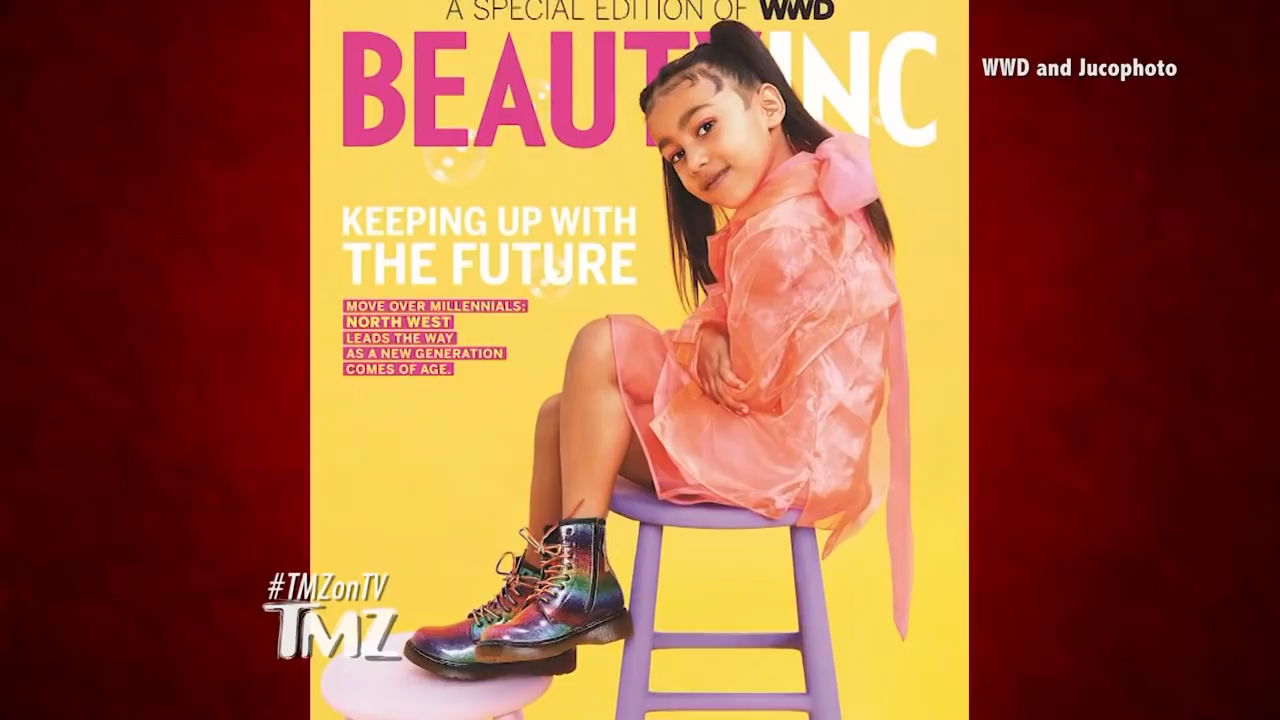 A SPECIAL EDITION OF WWD
BEAUTY INC
WWD and Jucophoto
KEEPING UP WITH
THE FUTURE
MOVE OVER MILLENNIALS:
NORTH WEST
LEADS THE WAY
AS A NEW GENERATION
COMES OF AGE.
#TMZonTV
TMZ